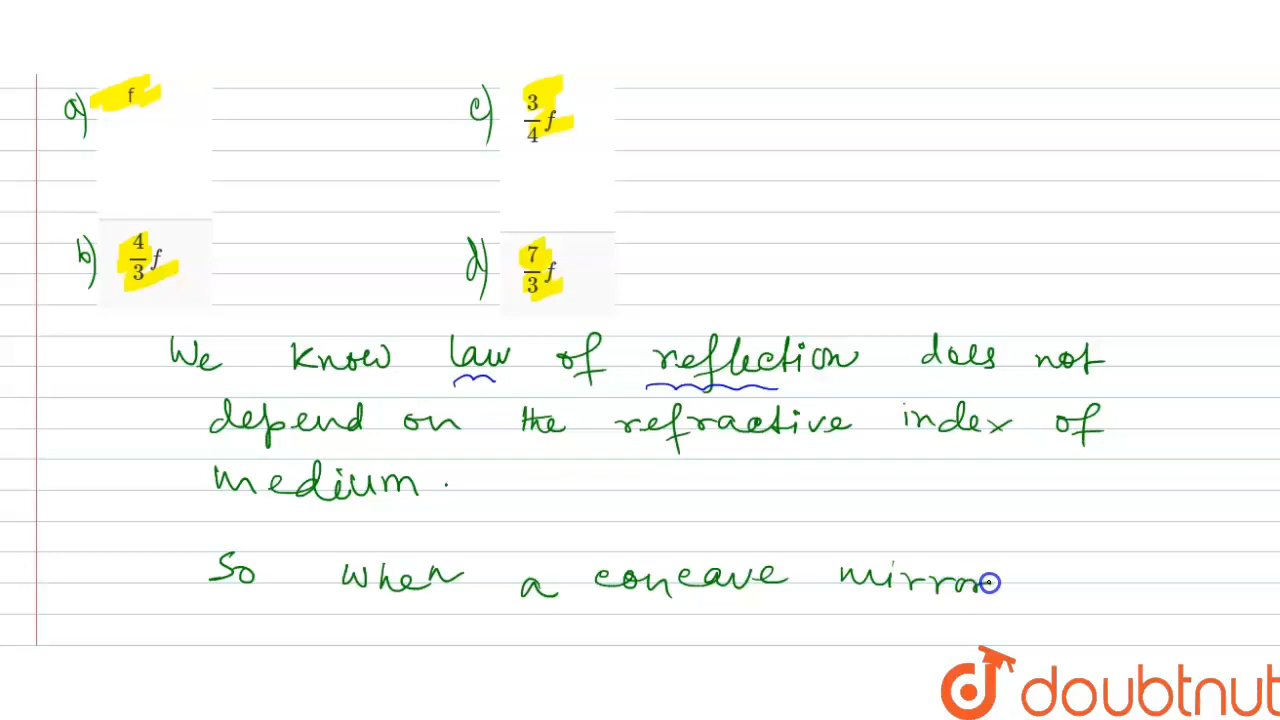 a) f
c) 3/4 f
b) 4/3 f
d) 7/3 f
We know law of reflection does not
depend on the refractive index of
medium.
So when a concave mirror
doubtnut